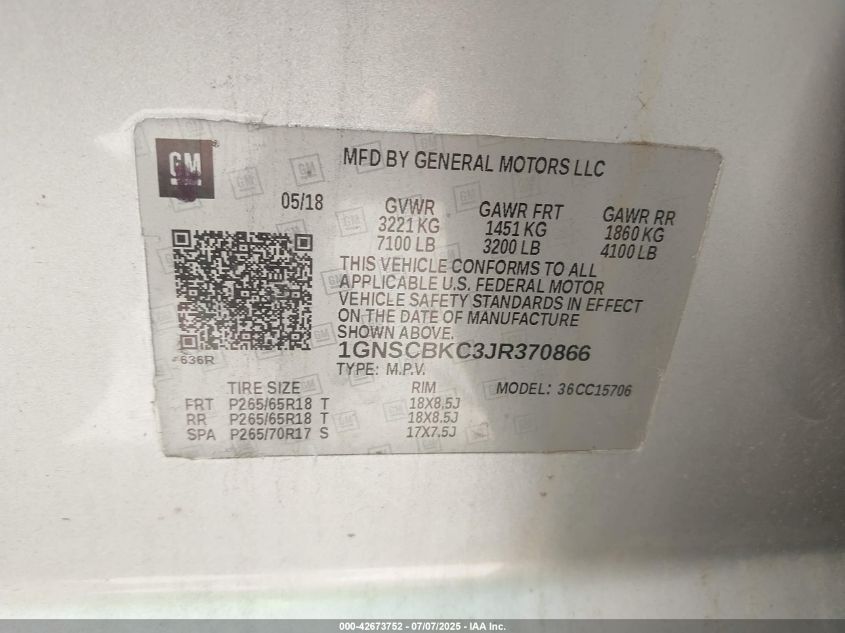 GM
MFD BY GENERAL MOTORS LLC
05/18
GVWR
3221 KG
7100 LB
GAWR FRT
1451 KG
3200 LB
GAWR RR
1860 KG
4100 LB
THIS VEHICLE CONFORMS TO ALL
APPLICABLE U.S. FEDERAL MOTOR
VEHICLE SAFETY STANDARDS IN EFFECT
ON THE DATE OF MANUFACTURE
SHOWN ABOVE.
636R
1GNSCBKC3JR370866
TYPE: M.P.V.
MODEL: 36CC15706
TIRE SIZE RIM
FRT P265/65R18 T 18X8.5J
RR P265/65R18 T 18X8.5J
SPA P265/70R17 S 17X7.5J
000-42673752 - 07/07/2025 - IAA Inc.